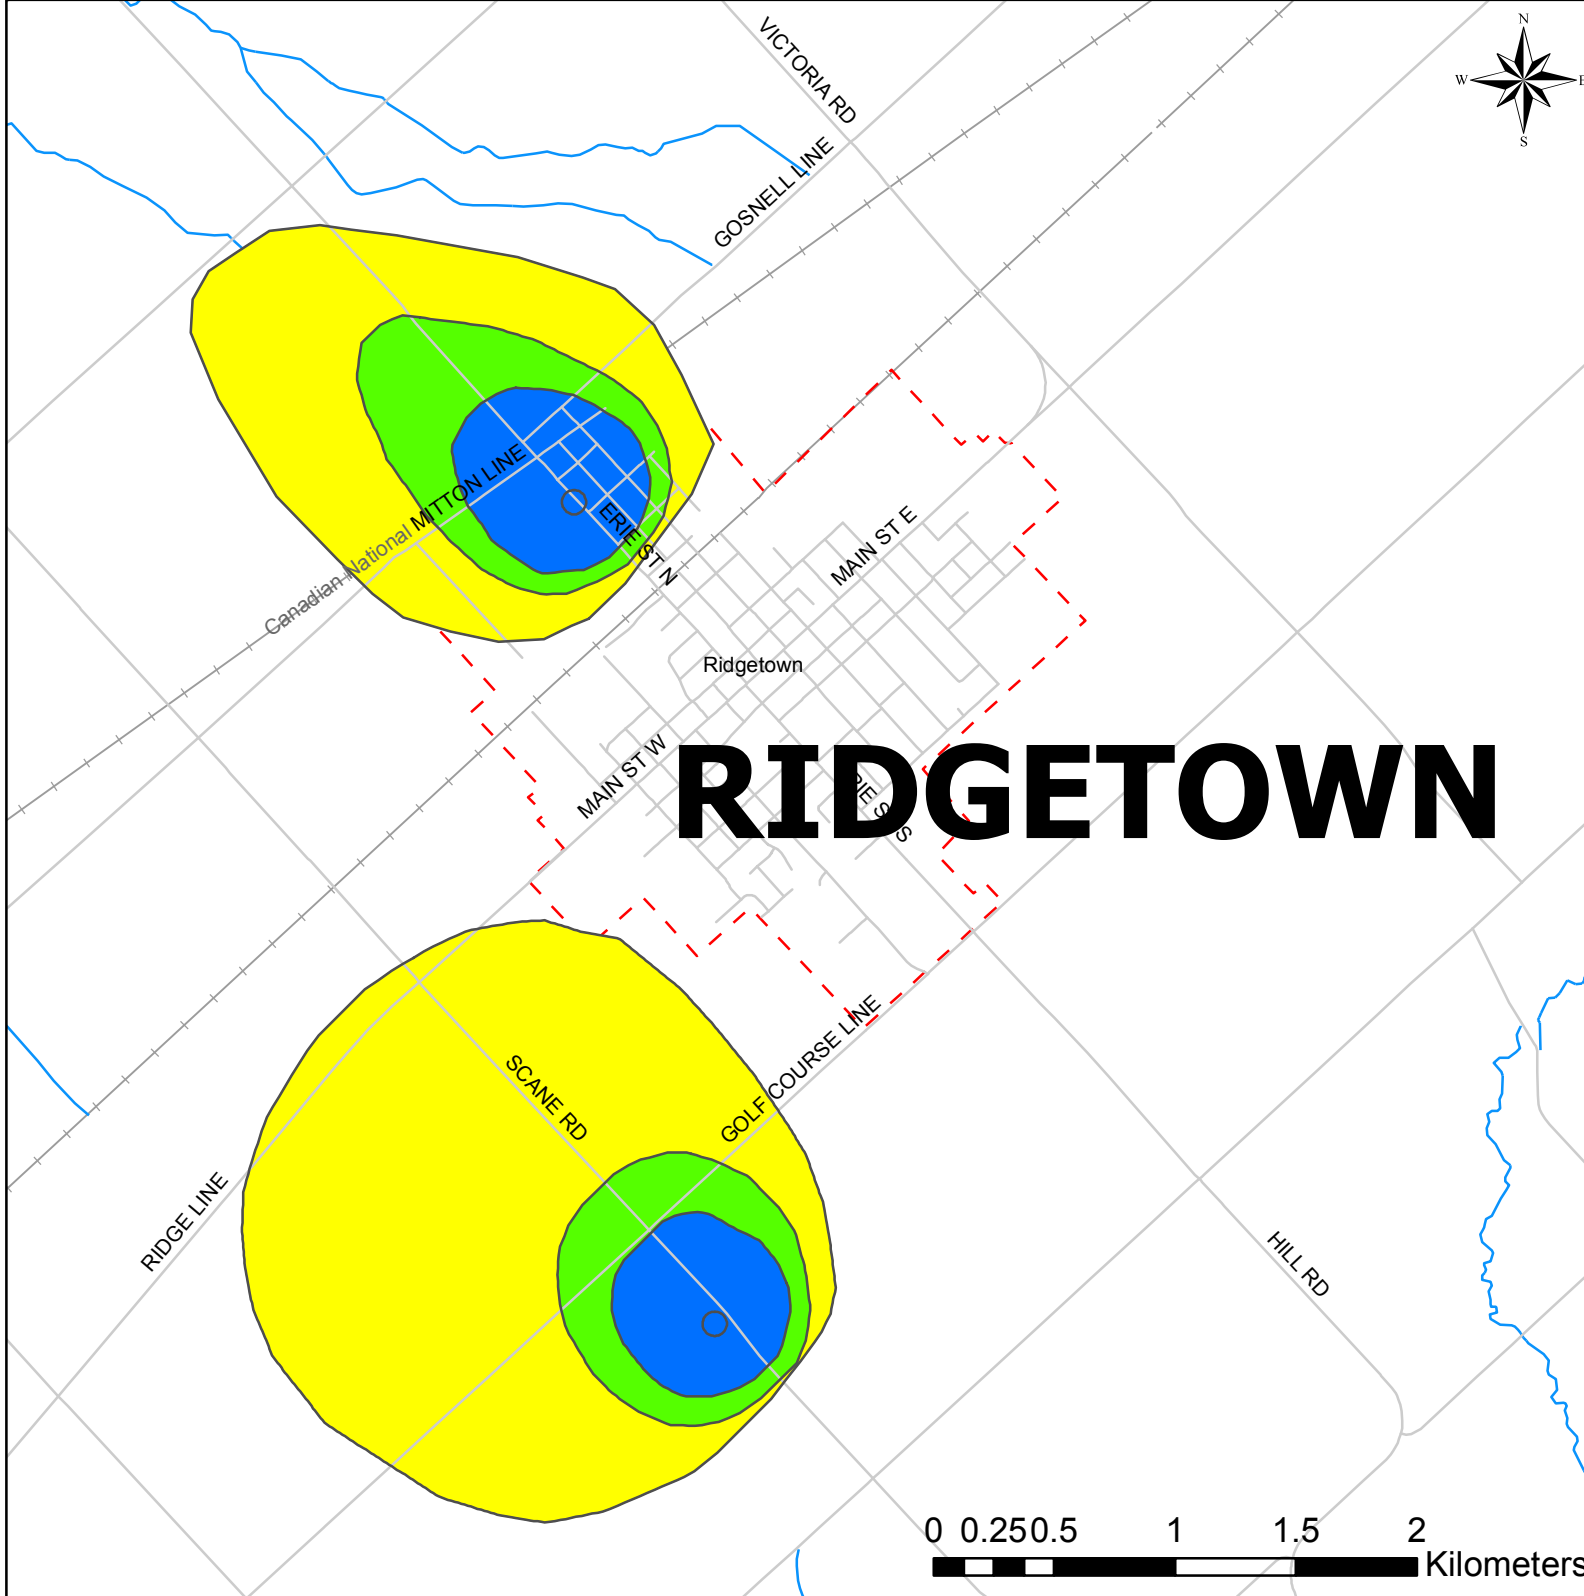 N
W E
S
VICTORIA RD
GOSNELL LINE
MITTON LINE
Canadian National
ERIE ST N
MAIN ST E
Ridgetown
MAIN ST W
RIDGETOWN
RIE S S
SCANE RD
GOLF COURSE LINE
RIDGE LINE
HILL RD
0 0.25 0.5 1 1.5 2
Kilometers